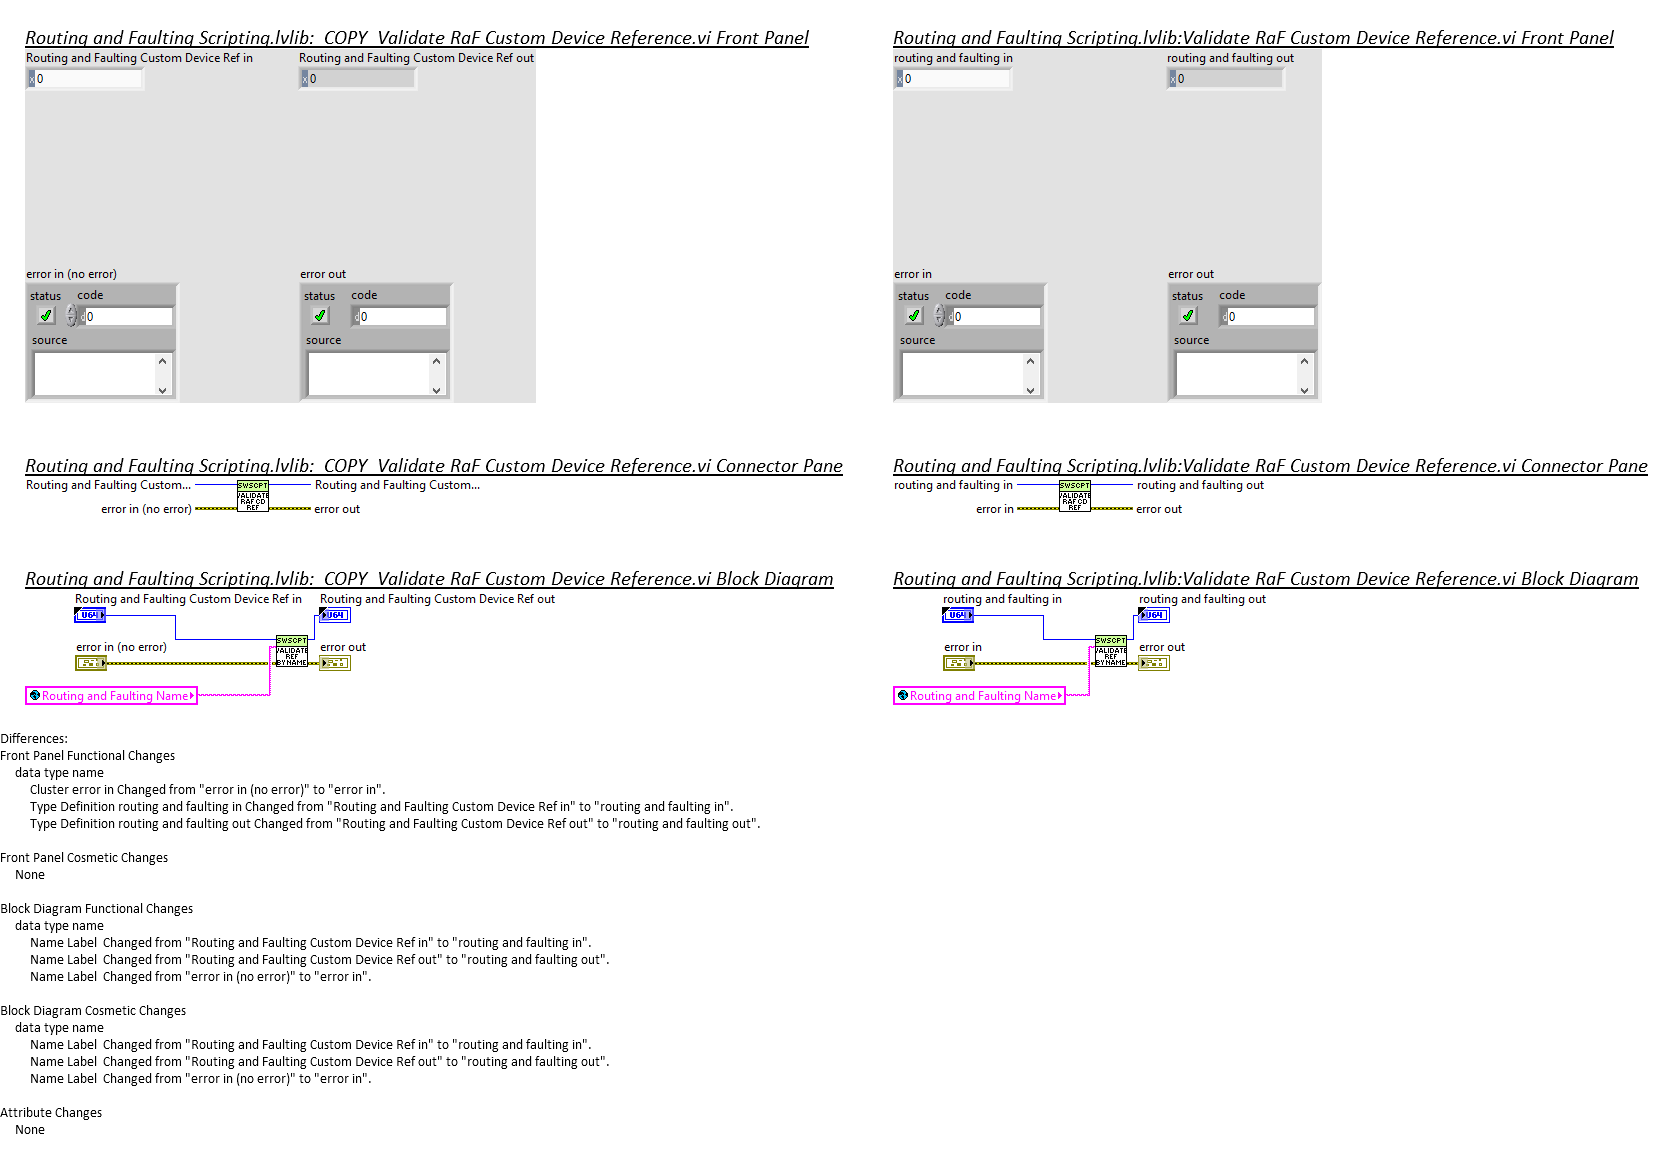 Routing and Faulting Scripting.lvlib:_COPY_Validate RaF Custom Device Reference.vi Front Panel
Routing and Faulting Custom Device Ref in
Routing and Faulting Custom Device Ref out
x 0
x 0
error in (no error)
error out
status code
status code
d 0
d 0
source
source
Routing and Faulting Scripting.lvlib:Validate RaF Custom Device Reference.vi Front Panel
routing and faulting in
routing and faulting out
x 0
x 0
error in
error out
status code
status code
d 0
d 0
source
source
Routing and Faulting Scripting.lvlib:_COPY_Validate RaF Custom Device Reference.vi Connector Pane
Routing and Faulting Custom...
SWSCPT
VALIDATE
RAF CD
REF
Routing and Faulting Custom...
error in (no error)
error out
Routing and Faulting Scripting.lvlib:Validate RaF Custom Device Reference.vi Connector Pane
routing and faulting in
SWSCPT
VALIDATE
RAF CD
REF
routing and faulting out
error in
error out
Routing and Faulting Scripting.lvlib:_COPY_Validate RaF Custom Device Reference.vi Block Diagram
Routing and Faulting Custom Device Ref in
Routing and Faulting Custom Device Ref out
U64
U64
SWSCPT
VALIDATE
REF
BY NAME
error in (no error)
error out
Routing and Faulting Name
Routing and Faulting Scripting.lvlib:Validate RaF Custom Device Reference.vi Block Diagram
routing and faulting in
routing and faulting out
U64
U64
SWSCPT
VALIDATE
REF
BY NAME
error in
error out
Routing and Faulting Name
Differences:
Front Panel Functional Changes
data type name
Cluster error in Changed from "error in (no error)" to "error in".
Type Definition routing and faulting in Changed from "Routing and Faulting Custom Device Ref in" to "routing and faulting in".
Type Definition routing and faulting out Changed from "Routing and Faulting Custom Device Ref out" to "routing and faulting out".
Front Panel Cosmetic Changes
None
Block Diagram Functional Changes
data type name
Name Label  Changed from "Routing and Faulting Custom Device Ref in" to "routing and faulting in".
Name Label  Changed from "Routing and Faulting Custom Device Ref out" to "routing and faulting out".
Name Label  Changed from "error in (no error)" to "error in".
Block Diagram Cosmetic Changes
data type name
Name Label  Changed from "Routing and Faulting Custom Device Ref in" to "routing and faulting in".
Name Label  Changed from "Routing and Faulting Custom Device Ref out" to "routing and faulting out".
Name Label  Changed from "error in (no error)" to "error in".
Attribute Changes
None